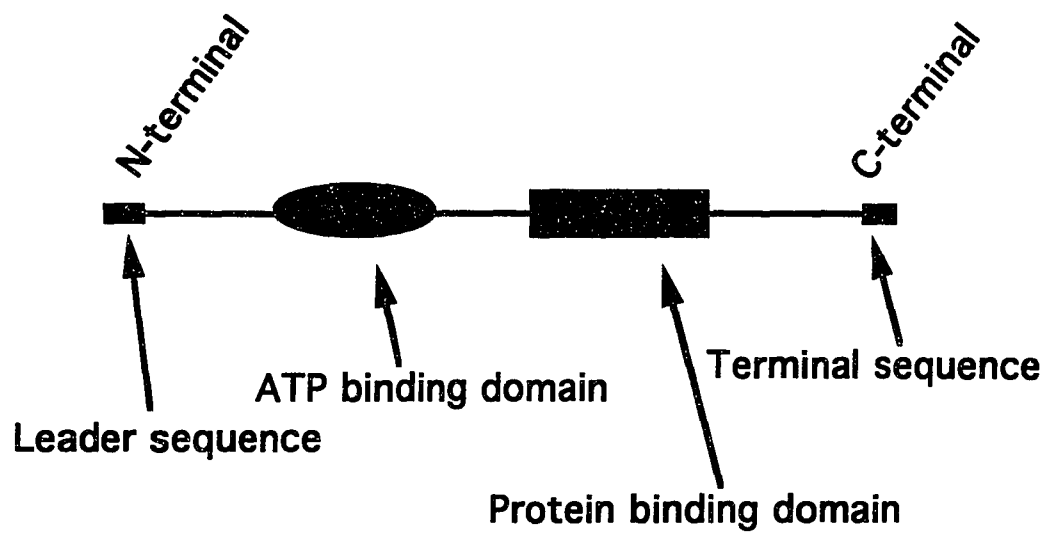 N-terminal
C-terminal
Terminal sequence
ATP binding domain
Leader sequence
Protein binding domain